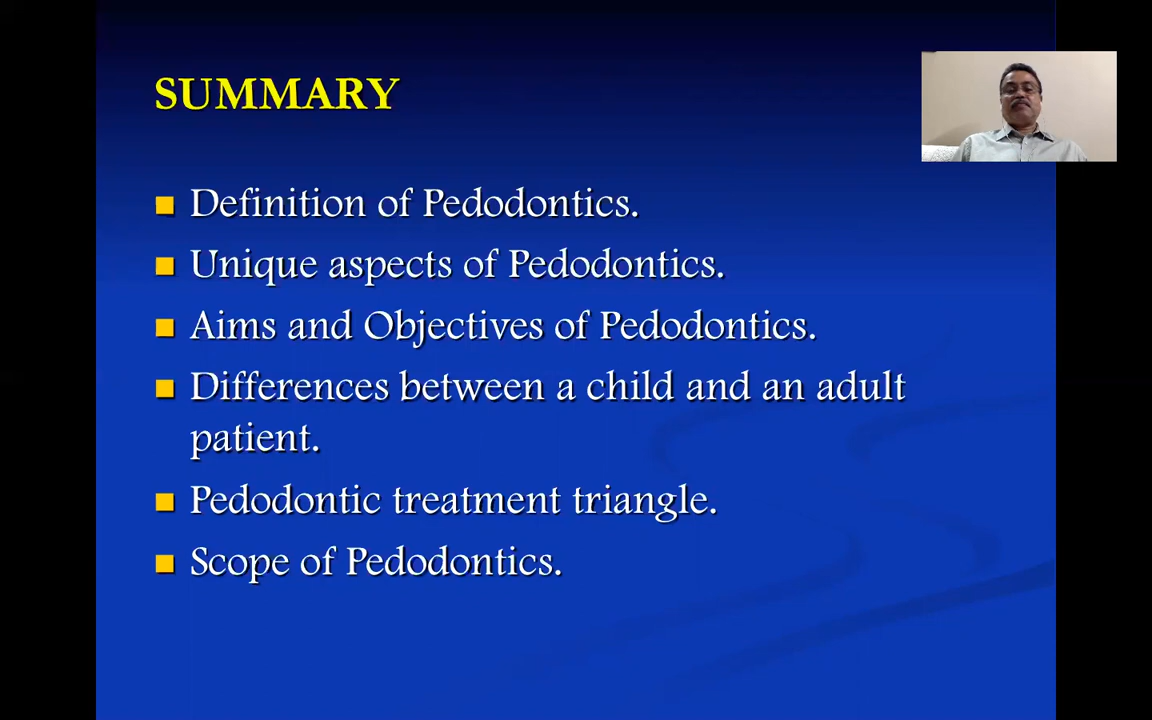 SUMMARY
Definition of Pedodontics.
Unique aspects of Pedodontics.
Aims and Objectives of Pedodontics.
Differences between a child and an adult
patient.
Pedodontic treatment triangle.
Scope of Pedodontics.